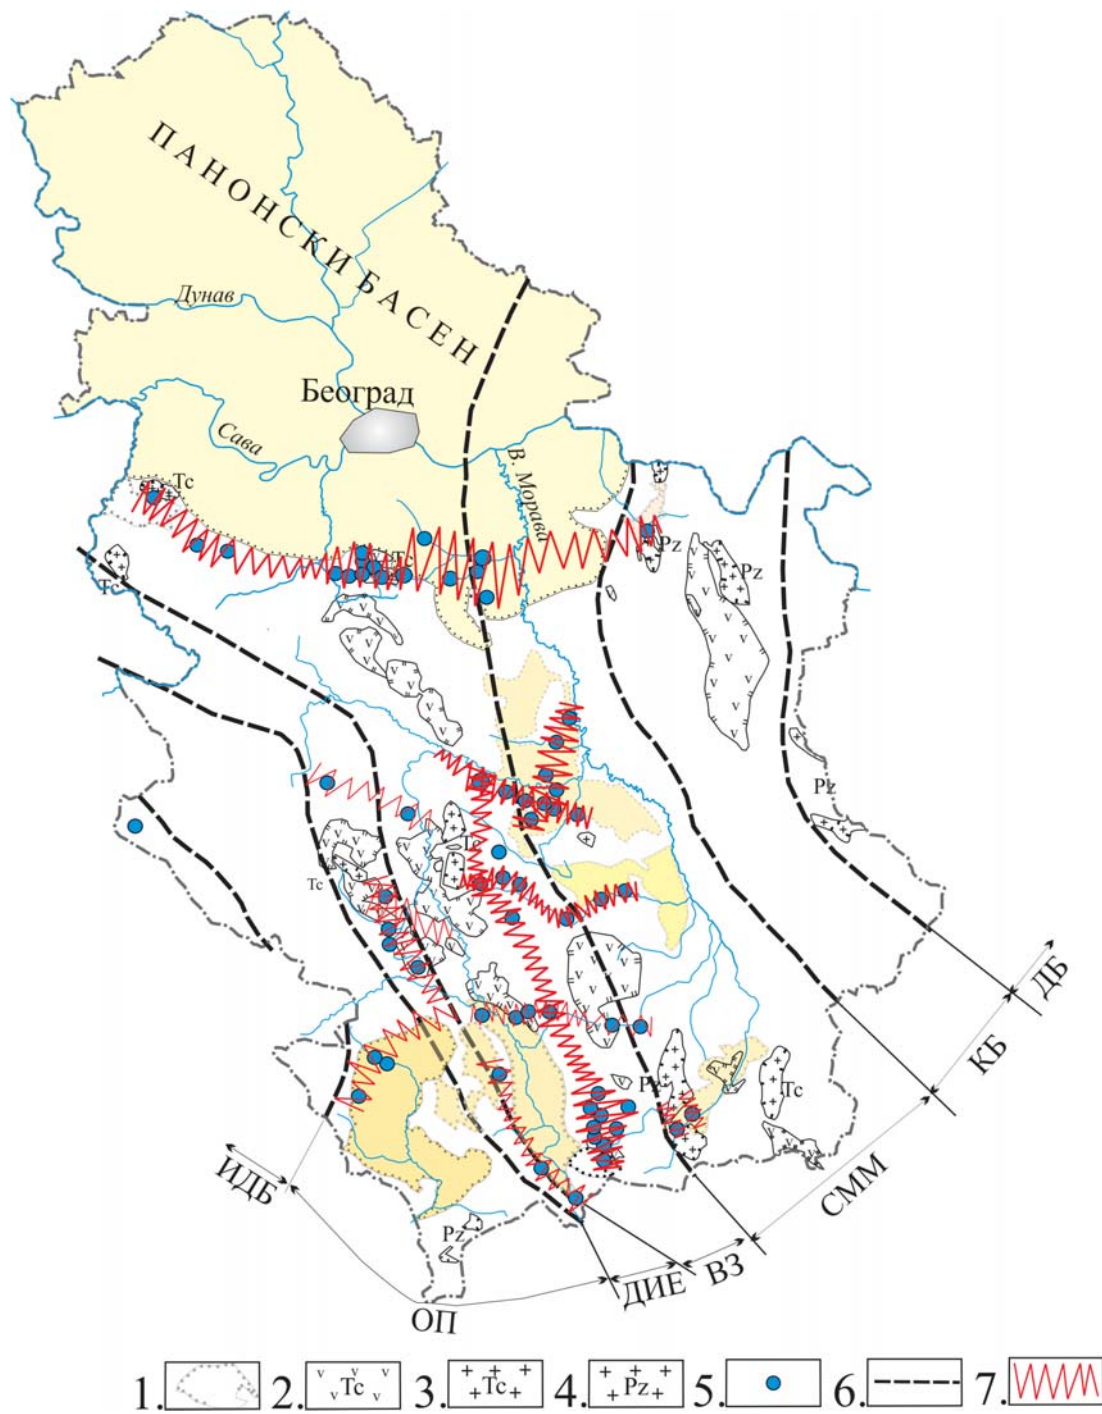 ПАНОНСКИ БАСЕН
Дунав
Београд
Сава
В. Морава
Tc
Tc
Pz
Pz
Tc
Pz
Tc
Tc
Pz
Tc
Pz
ДБ
КБ
СММ
ВЗ
ДИЕ
ОП
ИДБ
1.
2. Tc
3. Tc
4. Pz
5.
6.
7.